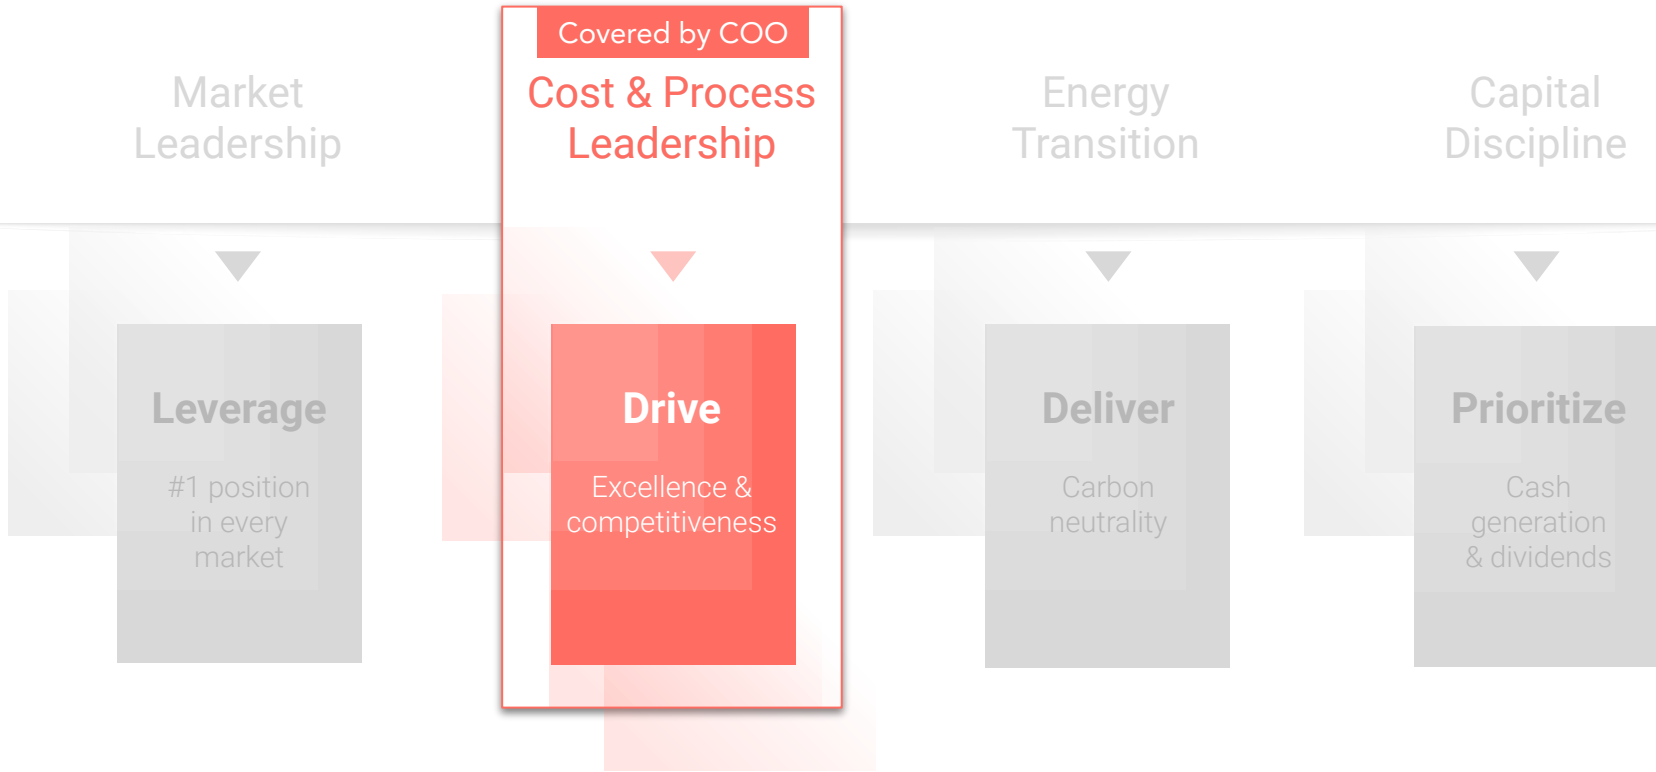 Covered by COO
Market
Leadership
Cost & Process
Leadership
Energy
Transition
Capital
Discipline
Leverage
#1 position
in every
market
Drive
Excellence &
competitiveness
Deliver
Carbon
neutrality
Prioritize
Cash
generation
& dividends